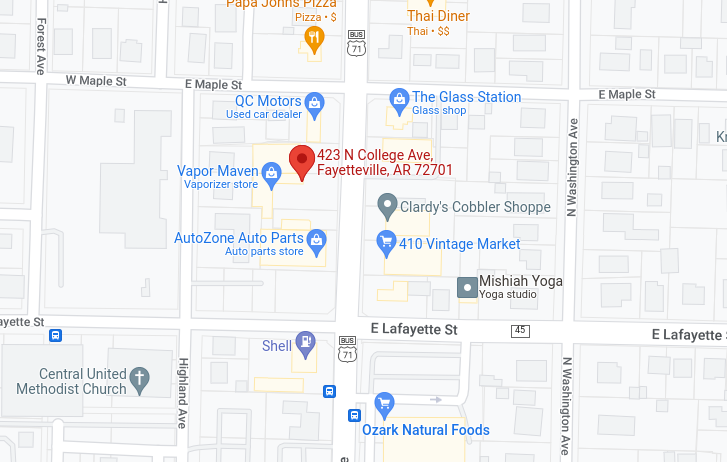 Papa Johns Pizza
Pizza • $
Thai Diner
Thai • $$
Forest Ave
H
BUS
71
W Maple St
E Maple St
E Maple St
QC Motors
Used car dealer
The Glass Station
Glass shop
N Washington Ave
Kr
423 N College Ave,
Fayetteville, AR 72701
Vapor Maven
Vaporizer store
Clardy's Cobbler Shoppe
AutoZone Auto Parts
Auto parts store
410 Vintage Market
Mishiah Yoga
Yoga studio
ayette St
E Lafayette St
45
E Lafayette St
Shell
BUS
71
Highland Ave
N Washington Ave
Central United
Methodist Church
Ozark Natural Foods
e